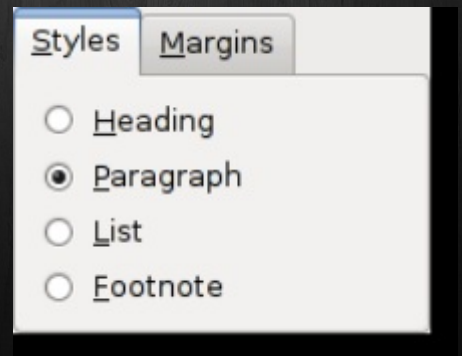 Styles Margins
Heading
Paragraph
List
Footnote